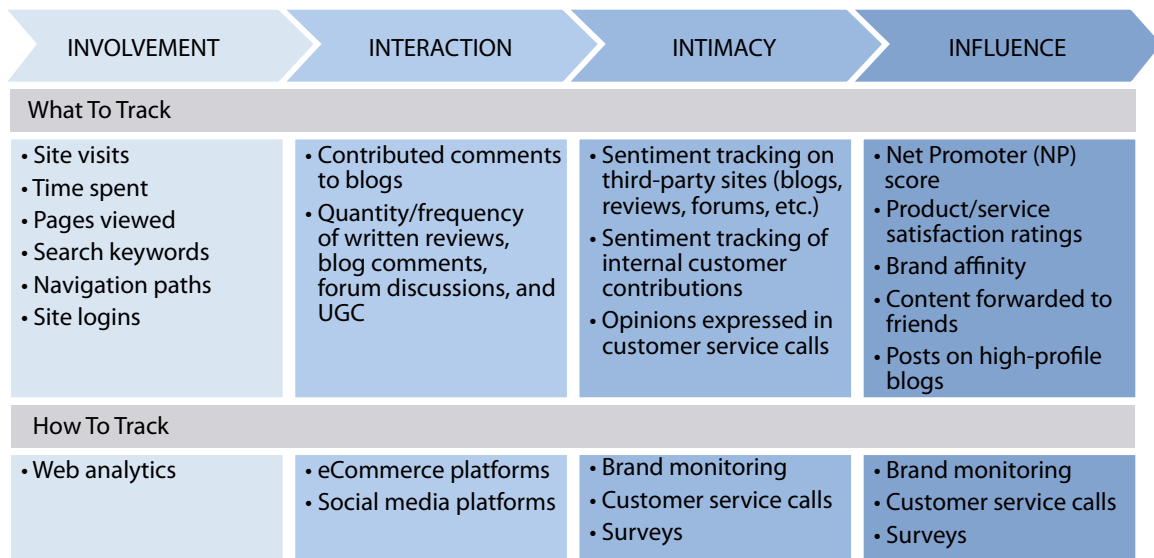 INVOLVEMENT
INTERACTION
INTIMACY
INFLUENCE
What To Track
• Site visits
• Time spent
• Pages viewed
• Search keywords
• Navigation paths
• Site logins
• Contributed comments
to blogs
• Quantity/frequency
of written reviews,
blog comments,
forum discussions, and
UGC
• Sentiment tracking on
third-party sites (blogs,
reviews, forums, etc.)
• Sentiment tracking of
internal customer
contributions
• Opinions expressed in
customer service calls
• Net Promoter (NP)
score
• Product/service
satisfaction ratings
• Brand affinity
• Content forwarded to
friends
• Posts on high-profile
blogs
How To Track
• Web analytics
• eCommerce platforms
• Social media platforms
• Brand monitoring
• Customer service calls
• Surveys
• Brand monitoring
• Customer service calls
• Surveys